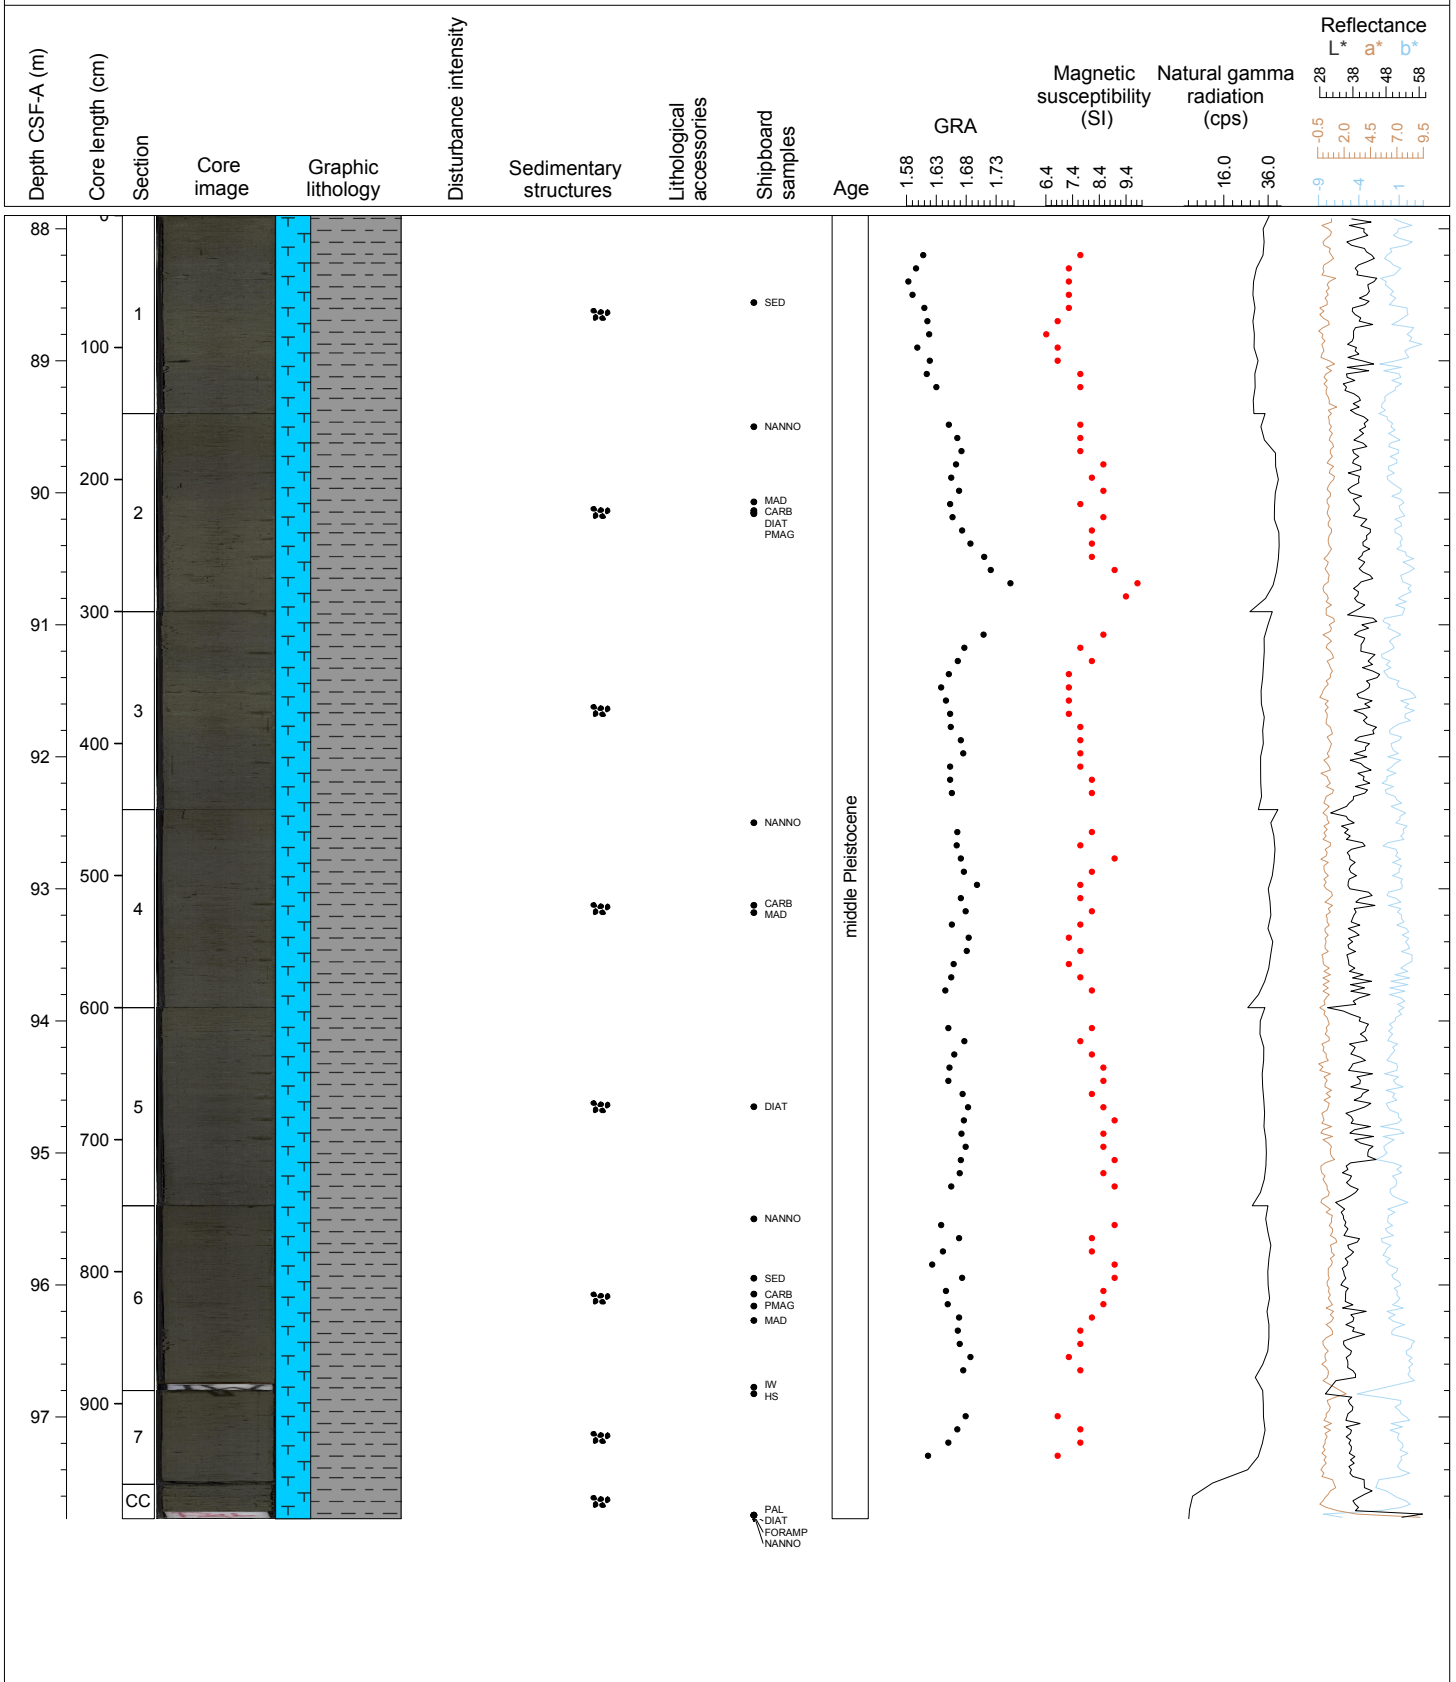 Depth CSF-A (m)
Core length (cm)
Section
Core
image
Graphic
lithology
Disturbance intensity
Sedimentary
structures
Lithological
accessories
Shipboard
samples
Age
GRA
1.58 1.63 1.68 1.73
Magnetic
susceptibility
(SI)
6.4 7.4 8.4 9.4
Natural gamma
radiation
(cps)
16.0 36.0
Reflectance
L* a* b*
28 38 48 58
-0.5 2.0 4.5 7.0 9.5
-9 -4 1
88
89
90
91
92
93
94
95
96
97
0
100
200
300
400
500
600
700
800
900
1
2
3
4
5
6
7
CC
SED
NANNO
MAD
CARB
DIAT
PMAG
NANNO
CARB
MAD
DIAT
NANNO
SED
CARB
PMAG
MAD
IW
HS
PAL
DIAT
FORAMP
NANNO
middle Pleistocene